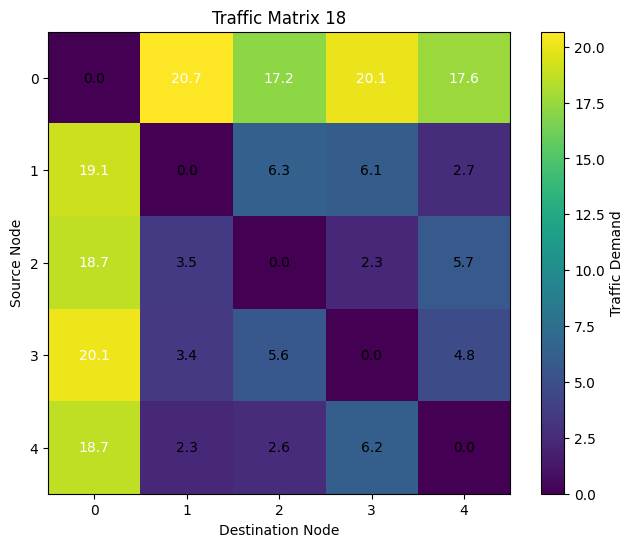 Traffic Matrix 18
Source Node
0 0.0 20.7 17.2 20.1 17.6
1 19.1 0.0 6.3 6.1 2.7
2 18.7 3.5 0.0 2.3 5.7
3 20.1 3.4 5.6 0.0 4.8
4 18.7 2.3 2.6 6.2 0.0
0 1 2 3 4
Destination Node
20.0
17.5
15.0
12.5
10.0
7.5
5.0
2.5
0.0
Traffic Demand